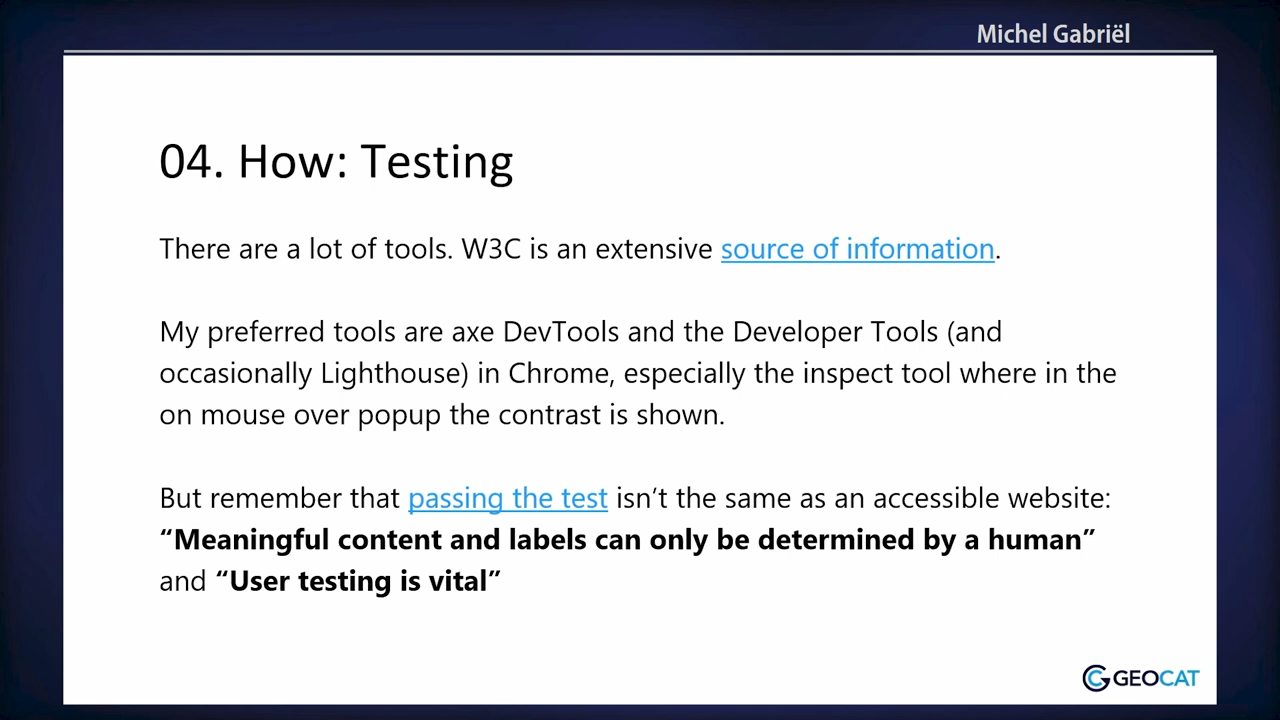 Michel Gabriël
04. How: Testing
There are a lot of tools. W3C is an extensive source of information.
My preferred tools are axe DevTools and the Developer Tools (and
occasionally Lighthouse) in Chrome, especially the inspect tool where in the
on mouse over popup the contrast is shown.
But remember that passing the test isn’t the same as an accessible website:
“Meaningful content and labels can only be determined by a human”
and “User testing is vital”
GEOCAT